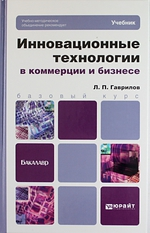 Учебник
Инновационные
технологии
в коммерции и бизнесе
Л. П. Гаврилов
базовый курс
Бакалавр
юрайт